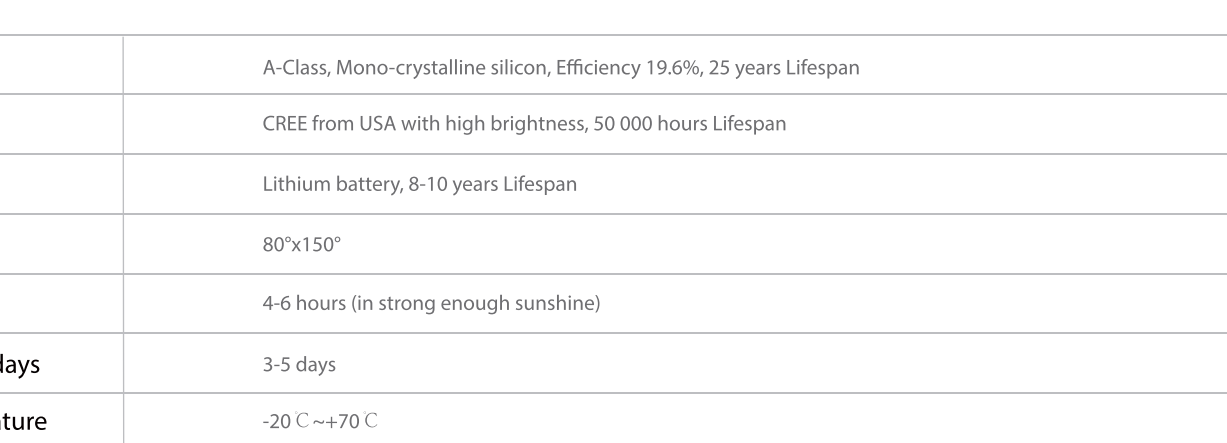 A-Class, Mono-crystalline silicon, Efficiency 19.6%, 25 years Lifespan
CREE from USA with high brightness, 50 000 hours Lifespan
Lithium battery, 8-10 years Lifespan
80°x150°
4-6 hours (in strong enough sunshine)
days 3-5 days
ature -20℃~+70℃